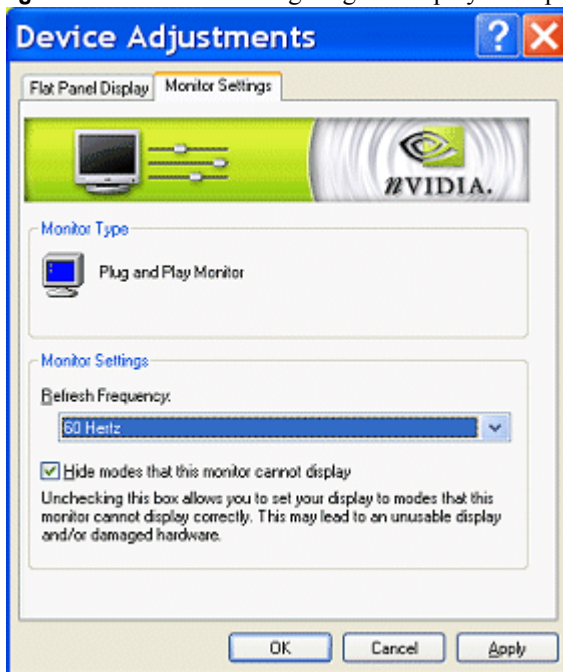 Device Adjustments
Flat Panel Display Monitor Settings
nVIDIA.
Monitor Type
Plug and Play Monitor
Monitor Settings
Refresh Frequency:
60 Hertz
Hide modes that this monitor cannot display
Unchecking this box allows you to set your display to modes that this
monitor cannot display correctly. This may lead to an unusable display
and/or damaged hardware.
OK Cancel Apply